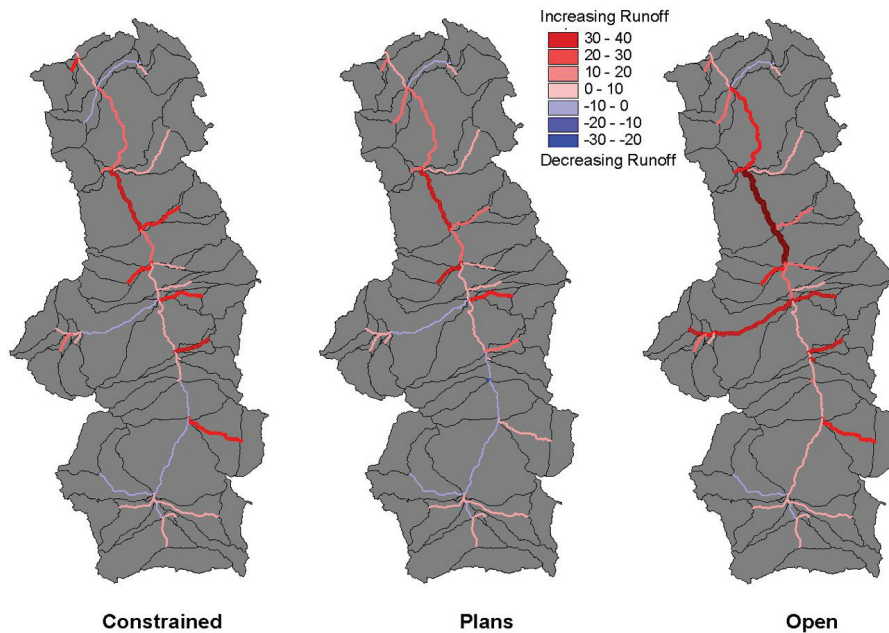 Increasing Runoff
30 - 40
20 - 30
10 - 20
0 - 10
-10 - 0
-20 - -10
-30 - -20
Decreasing Runoff
Constrained
Plans
Open